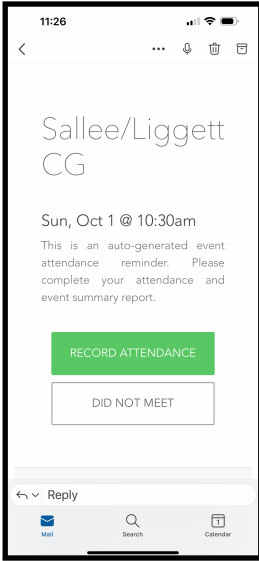 11:26
Sallee/Liggett
CG
Sun, Oct 1 @ 10:30am
This is an auto-generated event
attendance reminder. Please
complete your attendance and
event summary report.
RECORD ATTENDANCE
DID NOT MEET
Reply
1
Mail Search Calendar